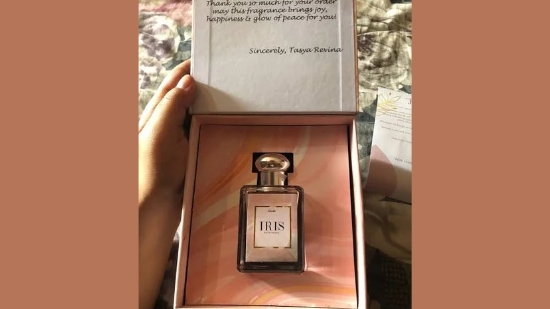 Thank you so much for your order
may this fragrance brings joy,
happiness & glow of peace for you!
Sincerely, Tasya Revina
IRIS